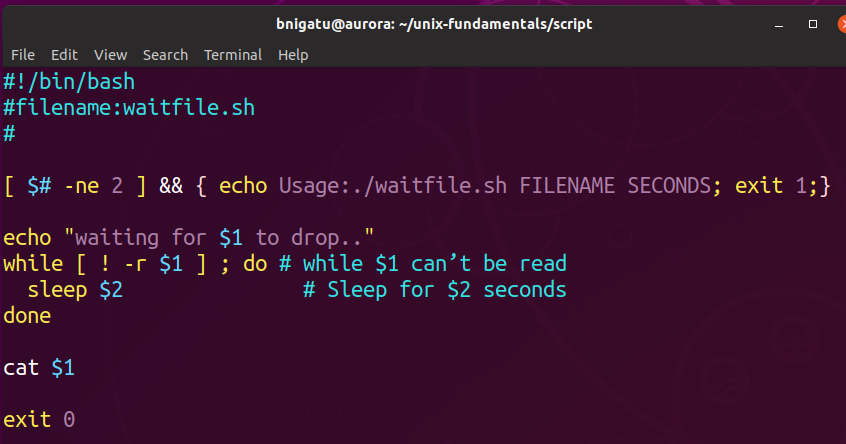 bnigatu@aurora: ~/unix-fundamentals/script
File Edit View Search Terminal Help
#!/bin/bash
#filename:waitfile.sh
#
[ $# -ne 2 ] && { echo Usage:./waitfile.sh FILENAME SECONDS; exit 1;}
echo "waiting for $1 to drop.."
while [ ! -r $1 ] ; do # while $1 can’t be read
  sleep $2               # Sleep for $2 seconds
done
cat $1
exit 0